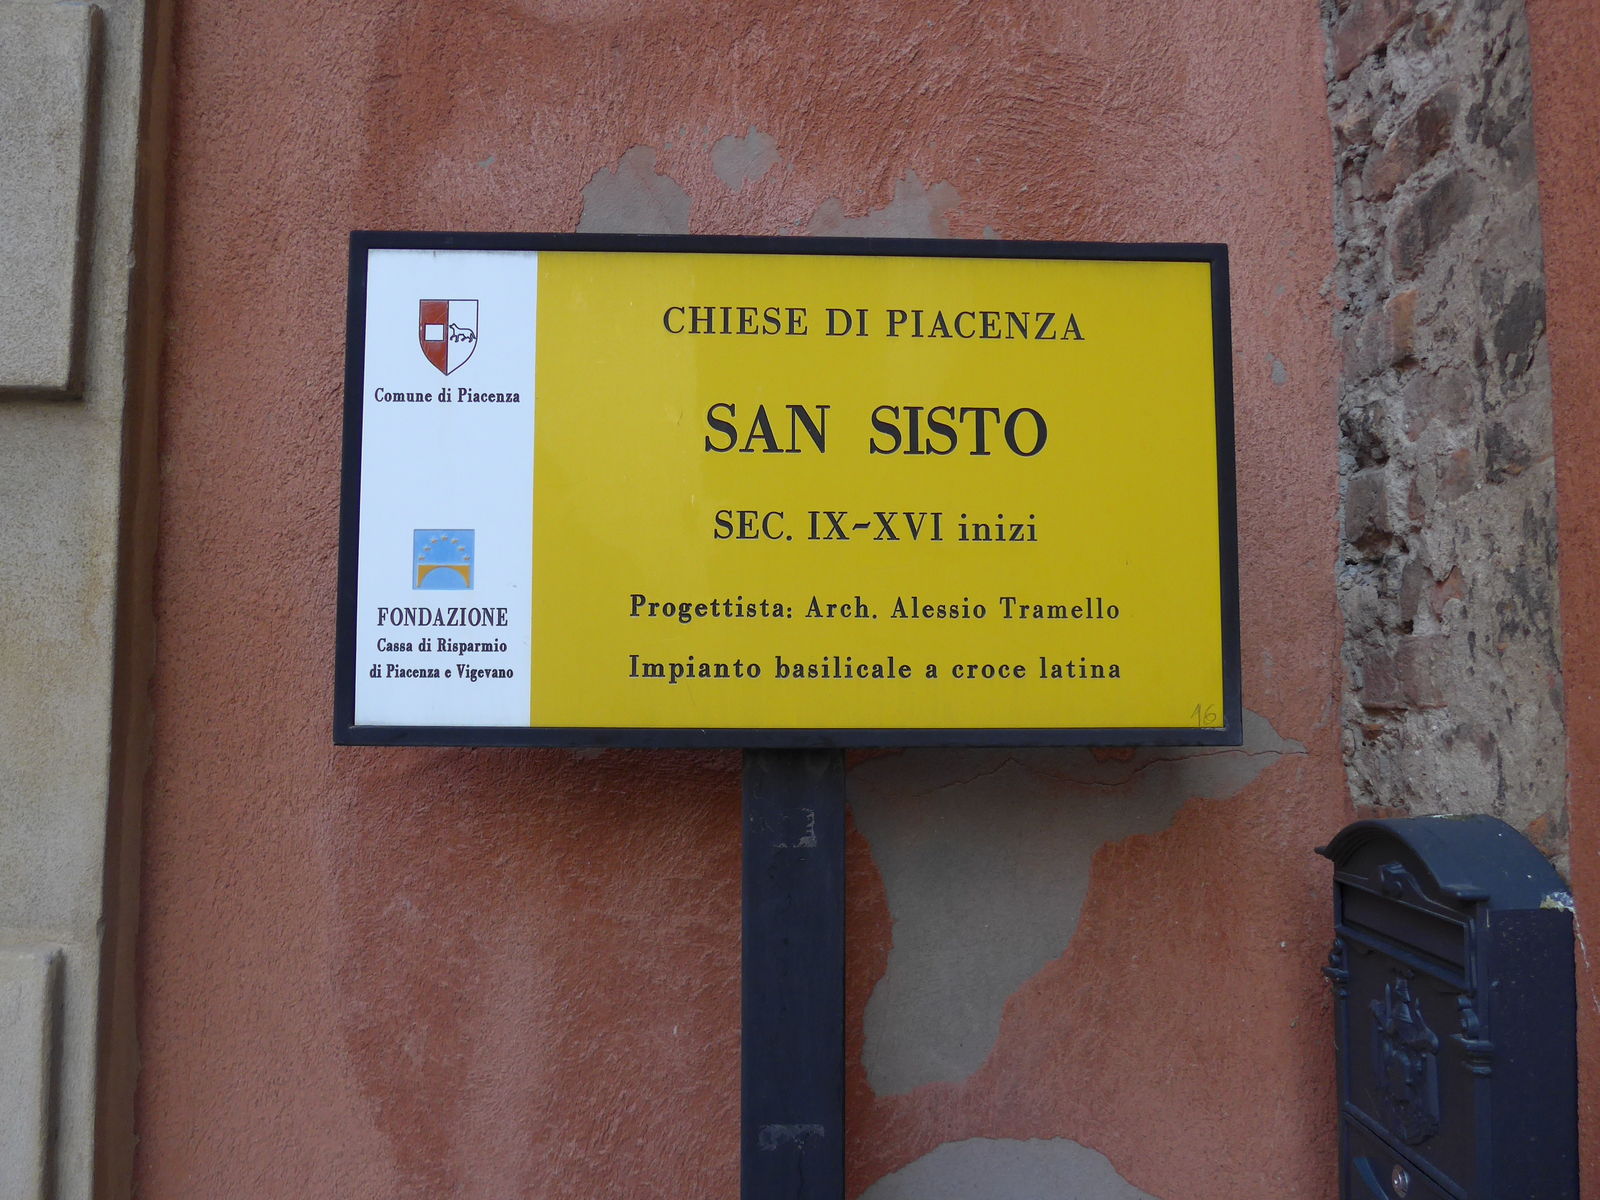 Comune di Piacenza
FONDAZIONE
Cassa di Risparmio
di Piacenza e Vigevano
CHIESE DI PIACENZA
SAN SISTO
SEC. IX-XVI inizi
Progettista: Arch. Alessio Tramello
Impianto basilicale a croce latina
16